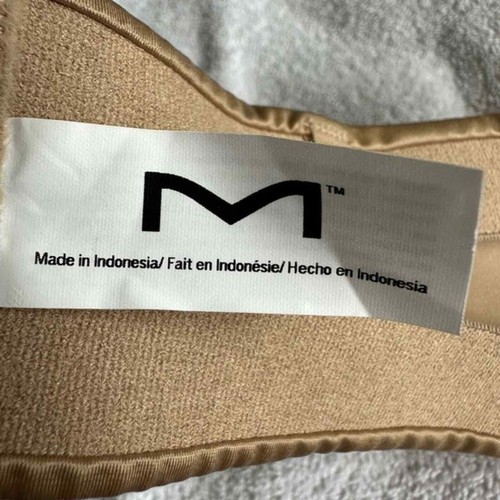 M™
Made in Indonesia/ Fait en Indonésie/ Hecho en Indonesia